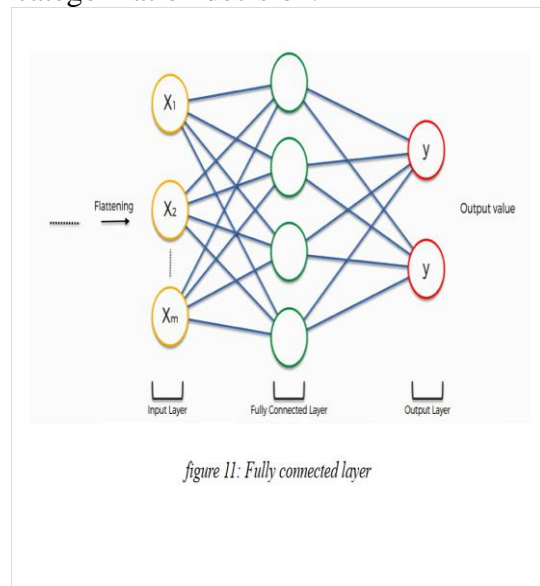 X1
X2
Xm
Flattening
y
y
Output value
Input Layer
Fully Connected Layer
Output Layer
figure 11: Fully connected layer